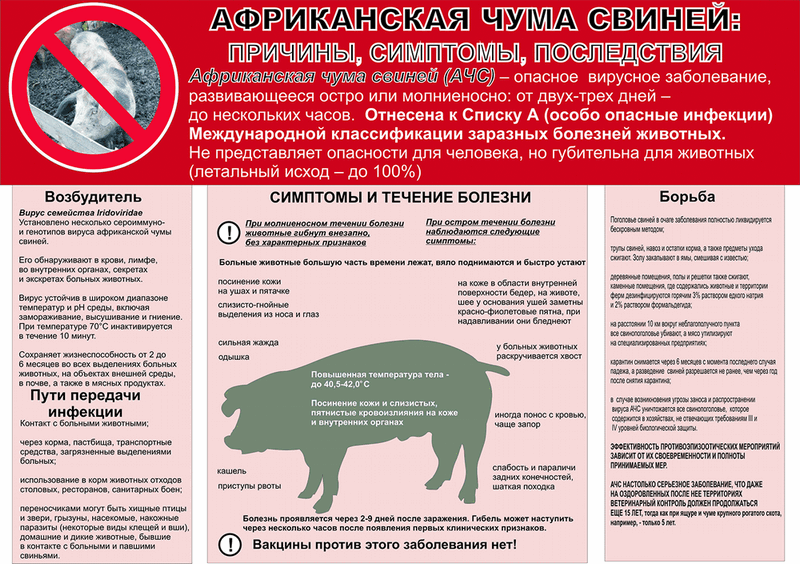 АФРИКАНСКАЯ ЧУМА СВИНЕЙ:
ПРИЧИНЫ, СИМПТОМЫ, ПОСЛЕДСТВИЯ
Африканская чума свиней (АЧС) – опасное вирусное заболевание,
развивающееся остро или молниеносно: от двух-трех дней –
до нескольких часов. Отнесена к Списку А (особо опасные инфекции)
Международной классификации заразных болезней животных.
Не представляет опасности для человека, но губительна для животных
(летальный исход – до 100%)
Возбудитель
Вирус семейства Iridoviridae
Установлено несколько сероиммуно-
и генотипов вируса африканской чумы
свиней.
Его обнаруживают в крови, лимфе,
во внутренних органах, секретах
и экскретах больных животных.
Вирус устойчив в широком диапазоне
температур и рН среды, включая
замораживание, высушивание и гниение.
При температуре 70°С инактивируется
в течение 10 минут.
Сохраняет жизнеспособность от 2 до
6 месяцев во всех выделениях больных
животных, на объектах внешней среды,
в почве, а также в мясных продуктах.
Пути передачи
инфекции
Контакт с больными животными;
через корма, пастбища, транспортные
средства, загрязненные выделениями
больных;
использование в корм животных отходов
столовых, ресторанов, санитарных боен;
переносчиками могут быть хищные птицы
и звери, грызуны, насекомые, накожные
паразиты (некоторые виды клещей и вши),
домашние и дикие животные, бывшие
в контакте с больными и павшими
свиньями.
СИМПТОМЫ И ТЕЧЕНИЕ БОЛЕЗНИ
!
При молниеносном течении болезни
животные гибнут внезапно,
без характерных признаков
При остром течении болезни
наблюдаются следующие
симптомы:
Больные животные большую часть времени лежат, вяло поднимаются и быстро устают
посинение кожи
на ушах и пятачке
слизисто-гнойные
выделения из носа и глаз
сильная жажда
одышка
на коже в области внутренней
поверхности бедер, на животе,
шее у основания ушей заметны
красно-фиолетовые пятна, при
надавливании они бледнеют
у больных животных
раскручивается хвост
Повышенная температура тела -
до 40,5-42,0°С
Посинение кожи и слизистых,
пятнистые кровоизлияния на коже
и внутренних органах
иногда понос с кровью,
чаще запор
кашель
приступы рвоты
слабость и параличи
задних конечностей,
шаткая походка
Болезнь проявляется через 2-9 дней после заражения. Гибель может наступить
через несколько часов после появления первых клинических признаков.
! Вакцины против этого заболевания нет!
Борьба
Поголовье свиней в очаге заболевания полностью ликвидируется
бескровным методом;
трупы свиней, навоз и остатки корма, а также предметы ухода
сжигают. Золу закапывают в ямы, смешивая с известью;
деревянные помещения, полы и решетки также сжигают,
каменные помещения, где содержались животные и территории
ферм дезинфицируются горячим 3% раствором едкого натрия
и 2% раствором формальдегида;
на расстоянии 10 км вокруг неблагополучного пункта
все свинопоголовье убивают, а мясо утилизируют
на специализированных предприятиях;
карантин снимается через 6 месяцев с момента последнего случая
падежа, а разведение свиней разрешается не ранее, чем через год
после снятия карантина;
в случае возникновения угрозы заноса и распространения
вируса АЧС уничтожается все свинопоголовье, которое
содержится в хозяйствах, не отвечающих требованиям III и
IV уровней биологической защиты.
ЭФФЕКТИВНОСТЬ ПРОТИВОЭПИЗООТИЧЕСКИХ МЕРОПРИЯТИЙ
ЗАВИСИТ ОТ ИХ СВОЕВРЕМЕННОСТИ И ПОЛНОТЫ
ПРИНИМАЕМЫХ МЕР.
АЧС НАСТОЛЬКО СЕРЬЕЗНОЕ ЗАБОЛЕВАНИЕ, ЧТО ДАЖЕ
НА ОЗДОРОВЛЕННЫХ ПОСЛЕ НЕЕ ТЕРРИТОРИЯХ
ВЕТЕРИНАРНЫЙ КОНТРОЛЬ ДОЛЖЕН ПРОДОЛЖАТЬСЯ
ЕЩЕ 15 ЛЕТ, тогда как при ящуре и чуме крупного рогатого скота,
например, - только 5 лет.